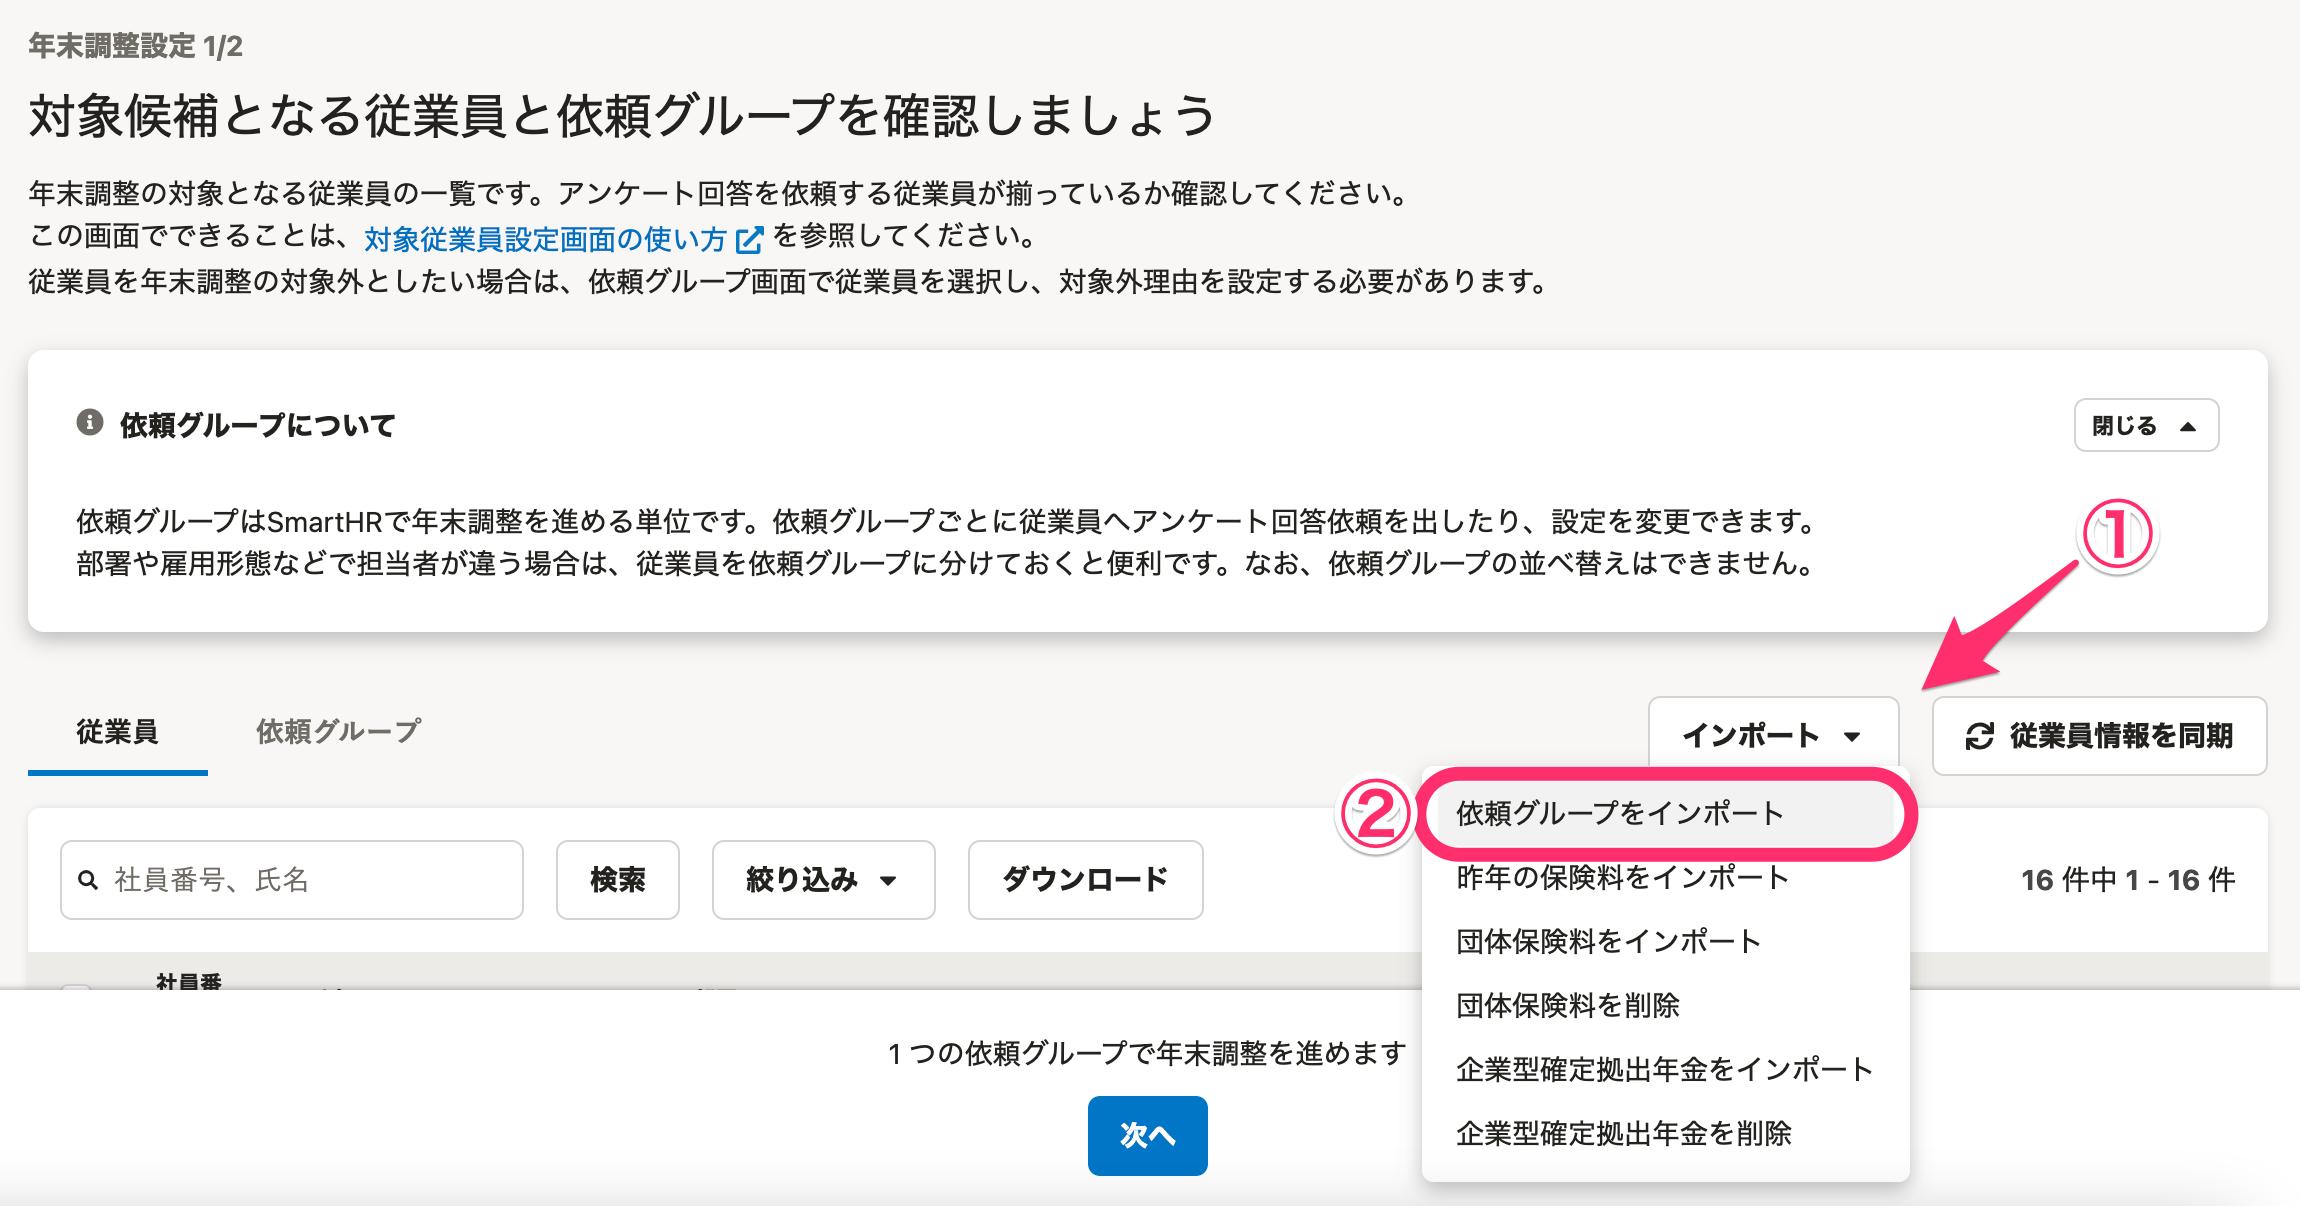 年末調整設定 1/2
対象候補となる従業員と依頼グループを確認しましょう
年末調整の対象となる従業員の一覧です。アンケート回答を依頼する従業員が揃っているか確認してください。
この画面でできることは、対象従業員設定画面の使い方 を参照してください。
従業員を年末調整の対象外としたい場合は、依頼グループ画面で従業員を選択し、対象外理由を設定する必要があります。
依頼グループについて
閉じる
依頼グループはSmartHRで年末調整を進める単位です。依頼グループごとに従業員へアンケート回答依頼を出したり、設定を変更できます。
部署や雇用形態などで担当者が違う場合は、従業員を依頼グループに分けておくと便利です。なお、依頼グループの並べ替えはできません。
①
従業員
依頼グループ
インポート
従業員情報を同期
②
依頼グループをインポート
昨年の保険料をインポート
団体保険料をインポート
団体保険料を削除
企業型確定拠出年金をインポート
企業型確定拠出年金を削除
社員番号、氏名
検索
絞り込み
ダウンロード
16 件中 1 - 16 件
社員番
1 つの依頼グループで年末調整を進めます
次へ